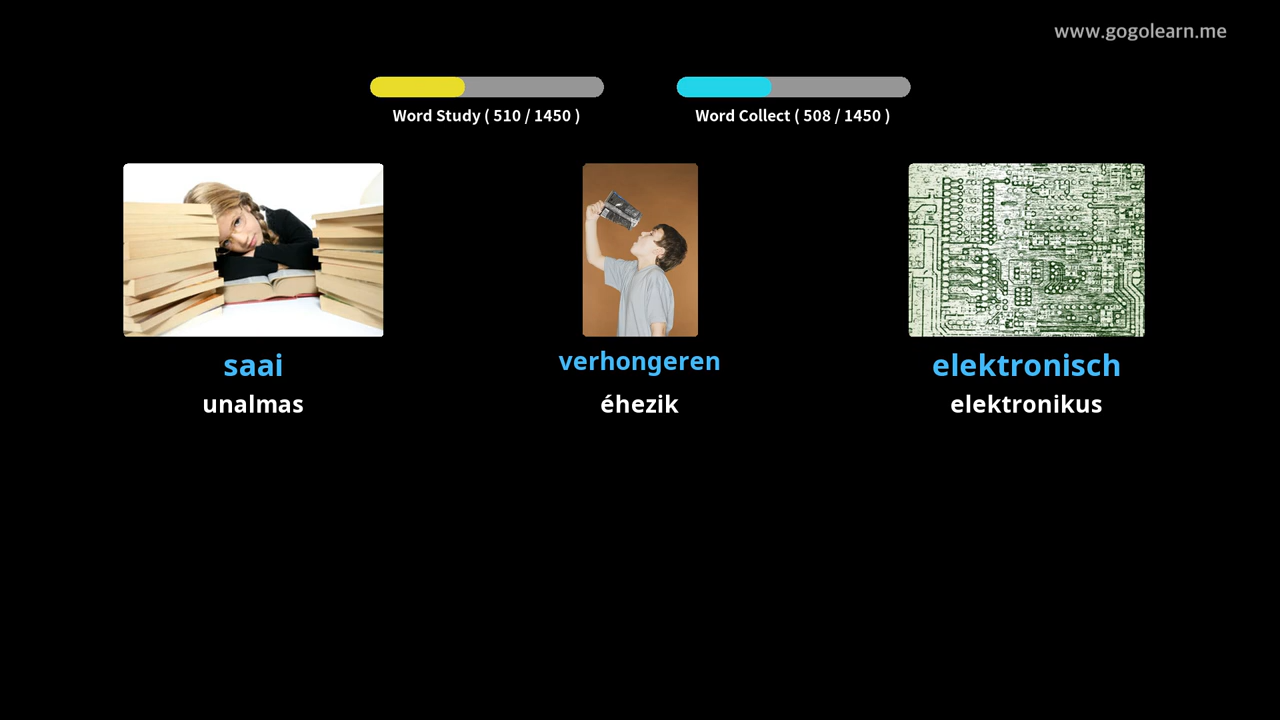 www.gogolearn.me
Word Study ( 510 / 1450 )
Word Collect ( 508 / 1450 )
saai
verhongeren
elektronisch
unalmas
éhezik
elektronikus